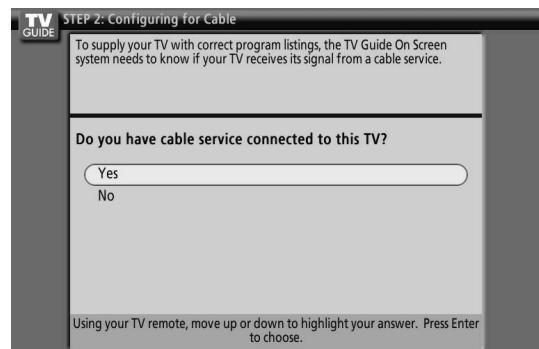 TV
GUIDE
STEP 2: Configuring for Cable
To supply your TV with correct program listings, the TV Guide On Screen
system needs to know if your TV receives its signal from a cable service.
Do you have cable service connected to this TV?
Yes
No
Using your TV remote, move up or down to highlight your answer. Press Enter
to choose.